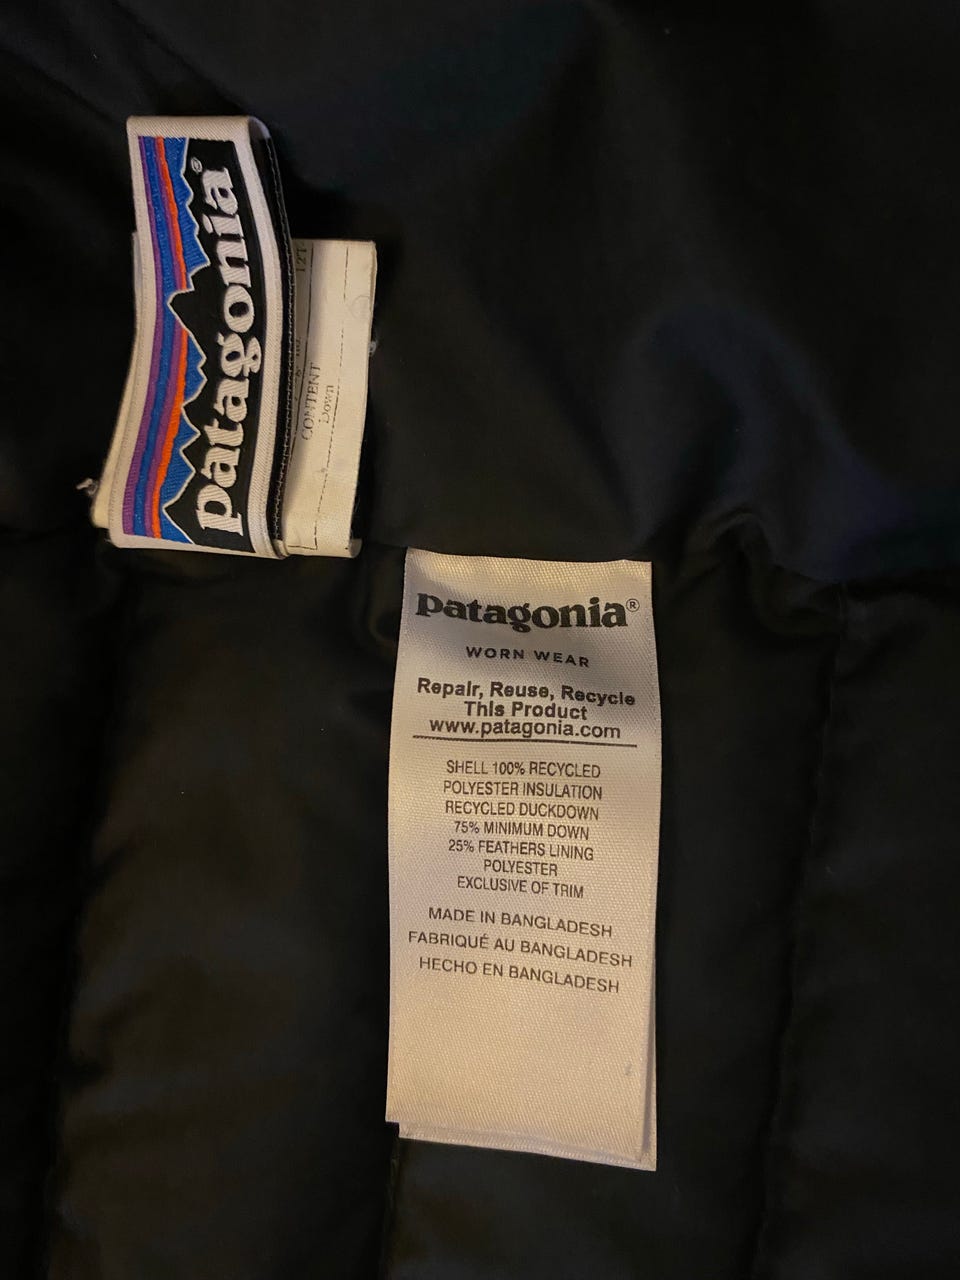 patagonia®
CONTENT
Down
patagonia®
WORN WEAR
Repair, Reuse, Recycle
This Product
www.patagonia.com
SHELL 100% RECYCLED
POLYESTER INSULATION
RECYCLED DUCKDOWN
75% MINIMUM DOWN
25% FEATHERS LINING
POLYESTER
EXCLUSIVE OF TRIM
MADE IN BANGLADESH
FABRIQUÉ AU BANGLADESH
HECHO EN BANGLADESH